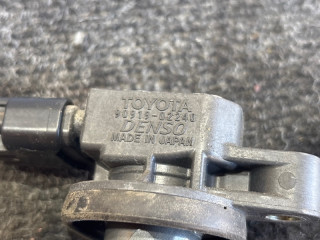 TOYOTA
90919-02240
DENSO
MADE IN JAPAN